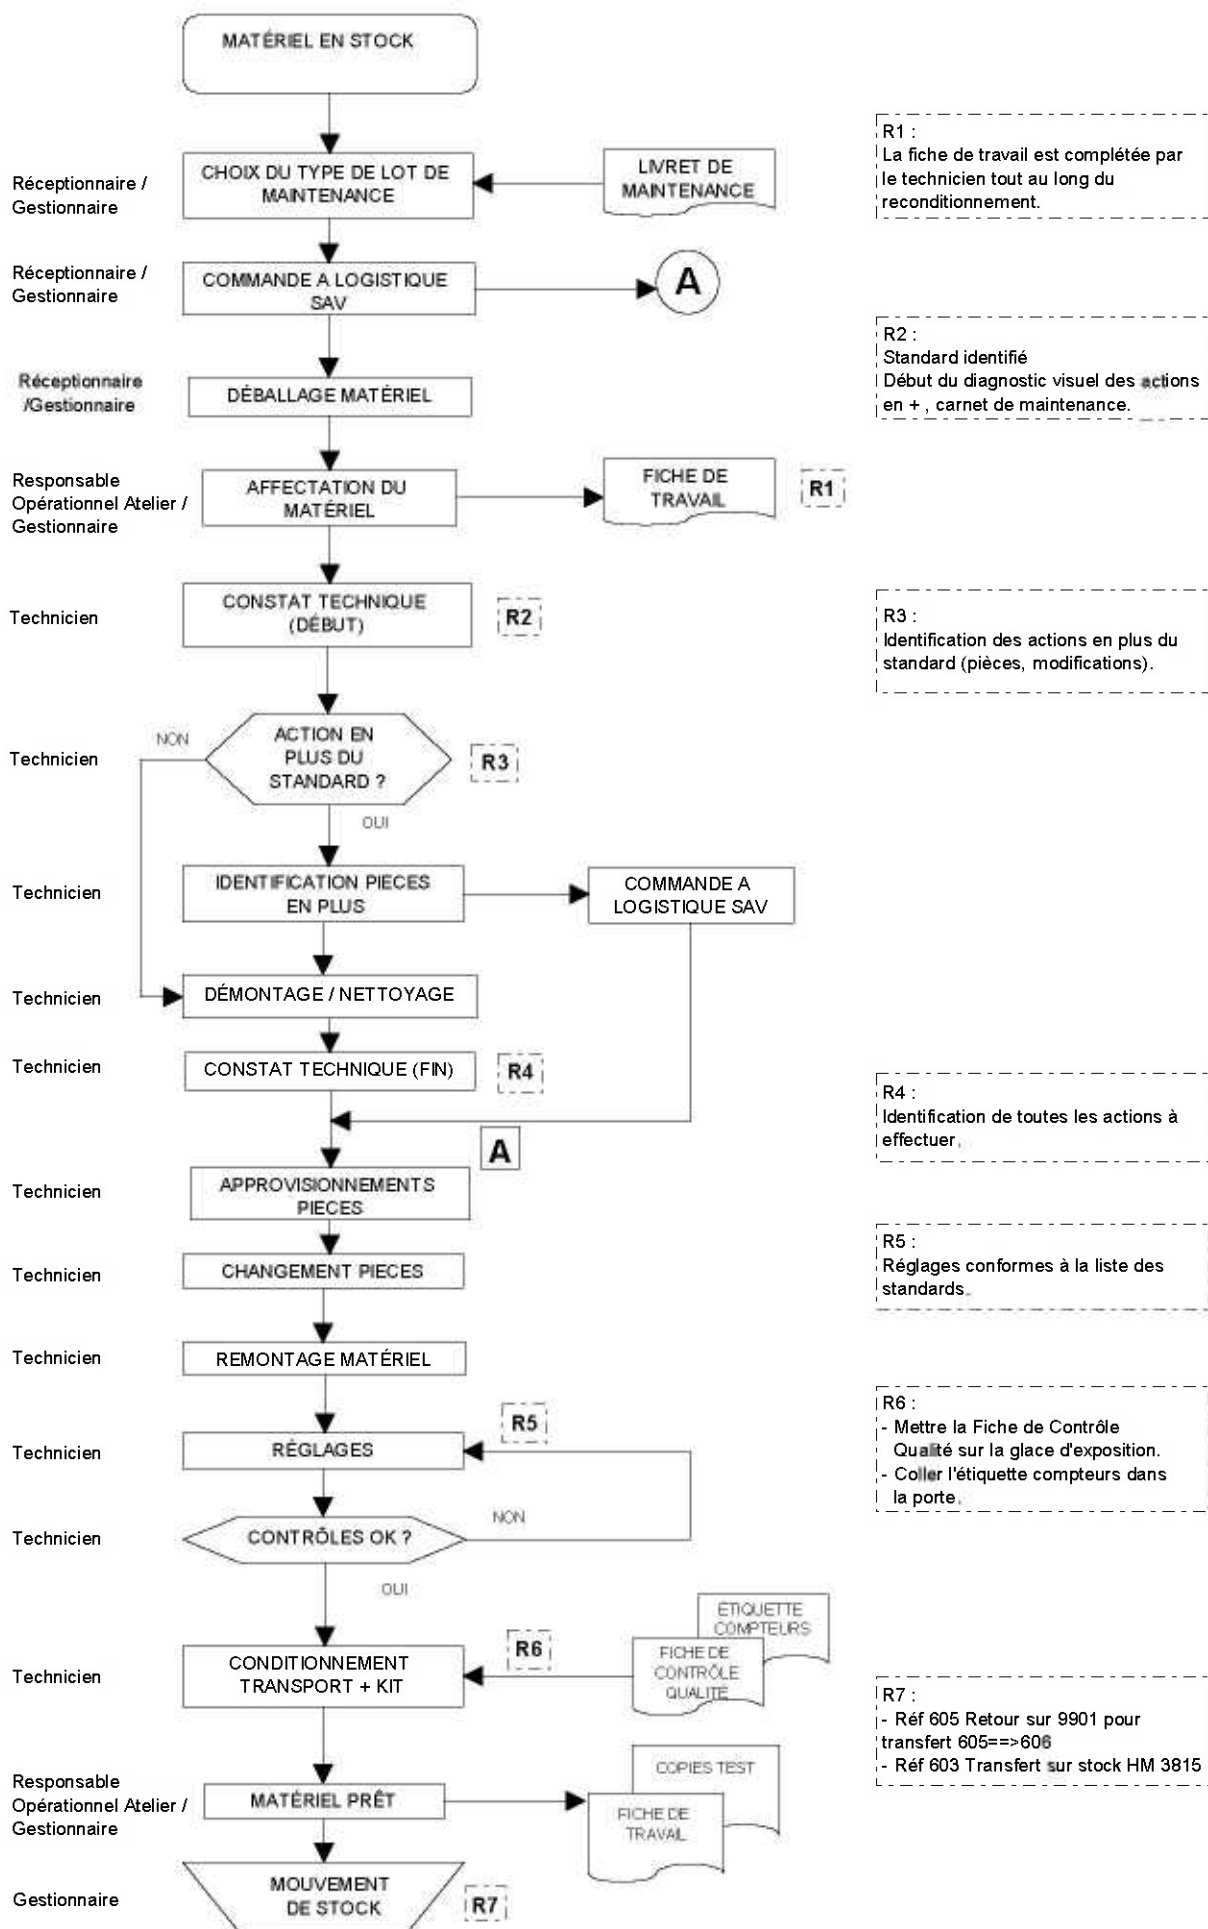 MATÉRIEL EN STOCK
Réceptionnaire /
Gestionnaire
CHOIX DU TYPE DE LOT DE
MAINTENANCE
LIVRET DE
MAINTENANCE
R1 :
La fiche de travail est complétée par
le technicien tout au long du
reconditionnement.
Réceptionnaire /
Gestionnaire
COMMANDE A LOGISTIQUE
SAV
A
R2 :
Standard identifié
Début du diagnostic visuel des actions
en + , carnet de maintenance.
Réceptionnaire
/Gestionnaire
DÉBALLAGE MATÉRIEL
Responsable
Opérationnel Atelier /
Gestionnaire
AFFECTATION DU
MATÉRIEL
FICHE DE
TRAVAIL
R1
Technicien
CONSTAT TECHNIQUE
(DÉBUT)
R2
R3 :
Identification des actions en plus du
standard (pièces, modifications).
Technicien
NON
ACTION EN
PLUS DU
STANDARD ?
R3
OUI
Technicien
IDENTIFICATION PIECES
EN PLUS
COMMANDE A
LOGISTIQUE SAV
Technicien
DÉMONTAGE / NETTOYAGE
Technicien
CONSTAT TECHNIQUE (FIN)
R4
R4 :
Identification de toutes les actions à
effectuer.
A
Technicien
APPROVISIONNEMENTS
PIECES
R5 :
Réglages conformes à la liste des
standards.
Technicien
CHANGEMENT PIECES
Technicien
REMONTAGE MATÉRIEL
R6 :
- Mettre la Fiche de Contrôle
Qualité sur la glace d'exposition.
- Coller l'étiquette compteurs dans
la porte.
R5
Technicien
RÉGLAGES
Technicien
CONTRÔLES OK ?
NON
OUI
ÉTIQUETTE
COMPTEURS
Technicien
CONDITIONNEMENT
TRANSPORT + KIT
R6
FICHE DE
CONTRÔLE
QUALITÉ
R7 :
- Réf 605 Retour sur 9901 pour
transfert 605==>606
- Réf 603 Transfert sur stock HM 3815
Responsable
Opérationnel Atelier /
Gestionnaire
MATÉRIEL PRÊT
COPIES TEST
FICHE DE
TRAVAIL
Gestionnaire
MOUVEMENT
DE STOCK
R7